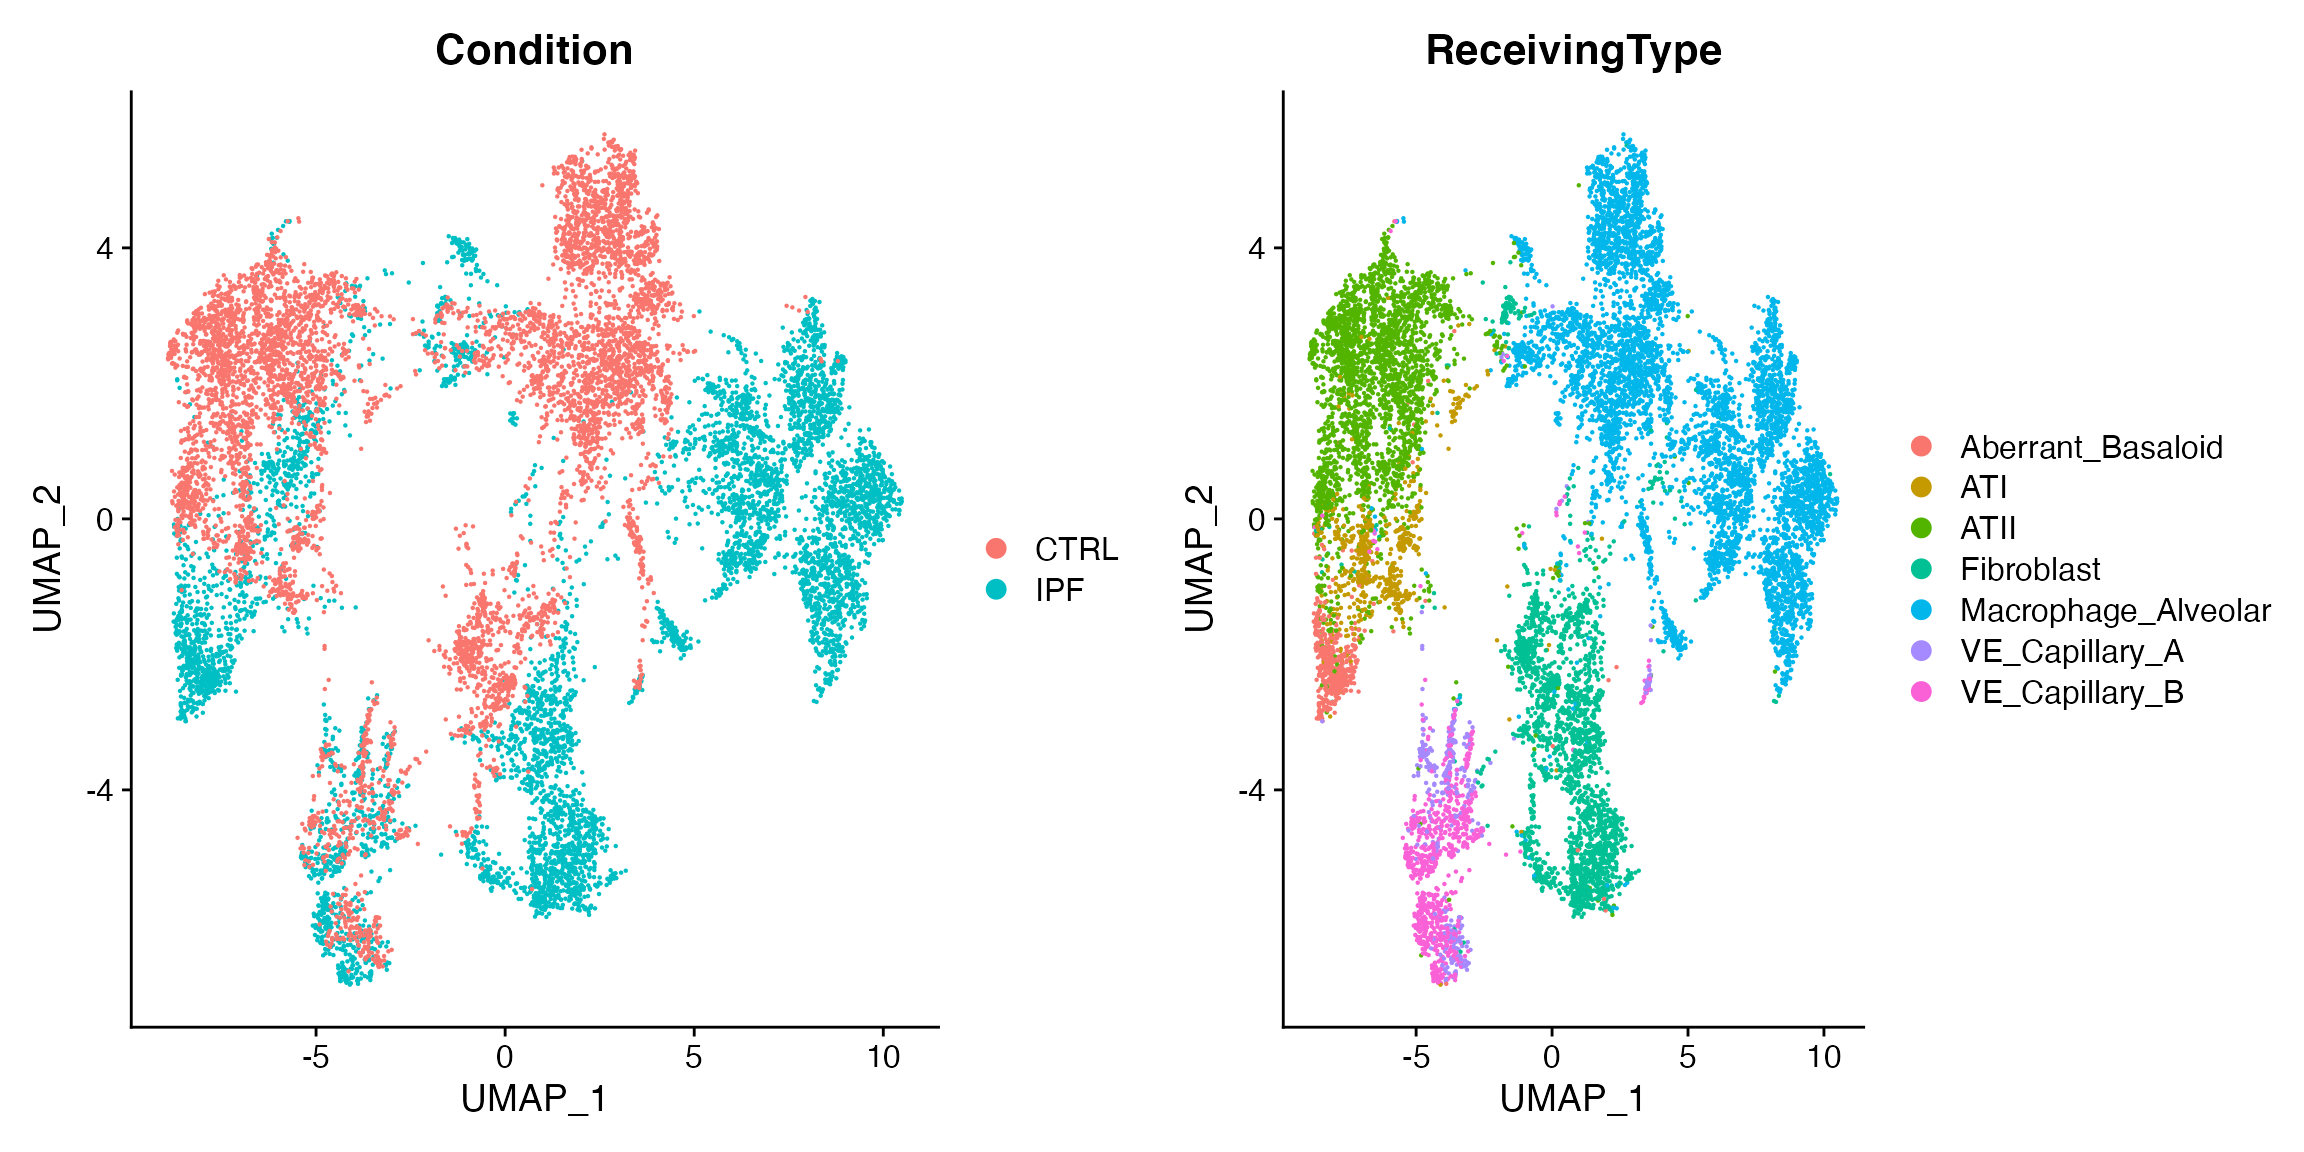 Condition
UMAP_2
4
0
-4
-5
0
5
10
UMAP_1
CTRL
IPF
ReceivingType
UMAP_2
4
0
-4
-5
0
5
10
UMAP_1
Aberrant_Basaloid
ATI
ATII
Fibroblast
Macrophage_Alveolar
VE_Capillary_A
VE_Capillary_B